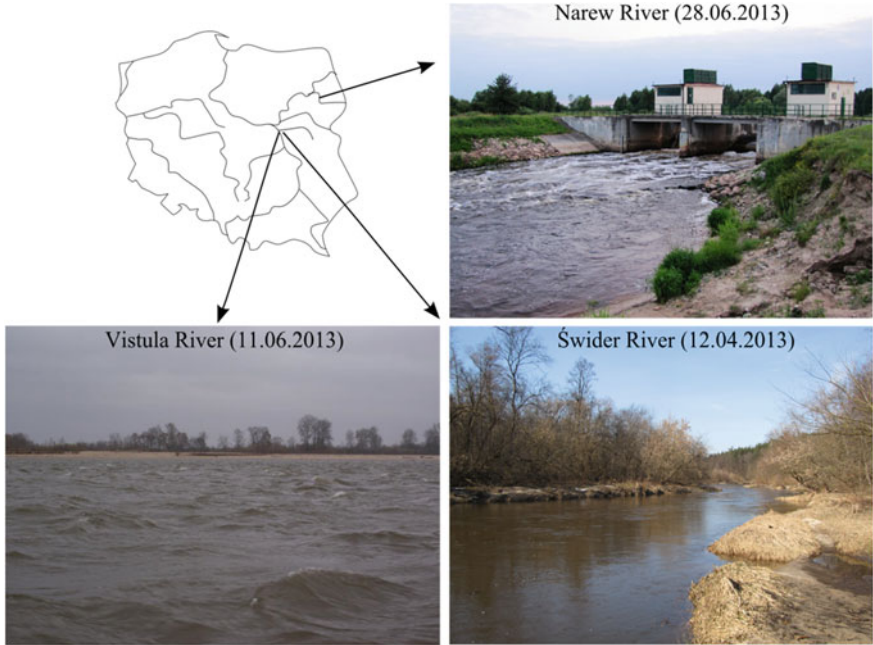 Narew River (28.06.2013)
Vistula River (11.06.2013)
Świder River (12.04.2013)